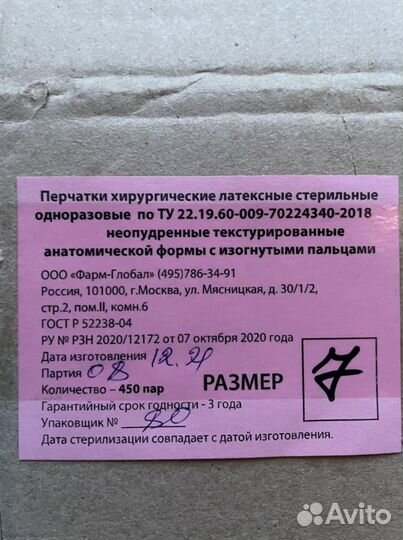 Перчатки хирургические латексные стерильные
одноразовые по ТУ 22.19.60-009-70224340-2018
неопудренные текстурированные
анатомической формы с изогнутыми пальцами
ООО «Фарм-Глобал» (495)786-34-91
Россия, 101000, г.Москва, ул. Мясницкая, д. 30/1/2,
стр.2, пом.II, комн.6
ГОСТ Р 52238-04
РУ № РЗН 2020/12172 от 07 октября 2020 года
Дата изготовления 12.21
Партия 08
Количество – 450 пар
РАЗМЕР 7
Гарантийный срок годности - 3 года
Упаковщик №
Дата стерилизации совпадает с датой изготовления.
Avito